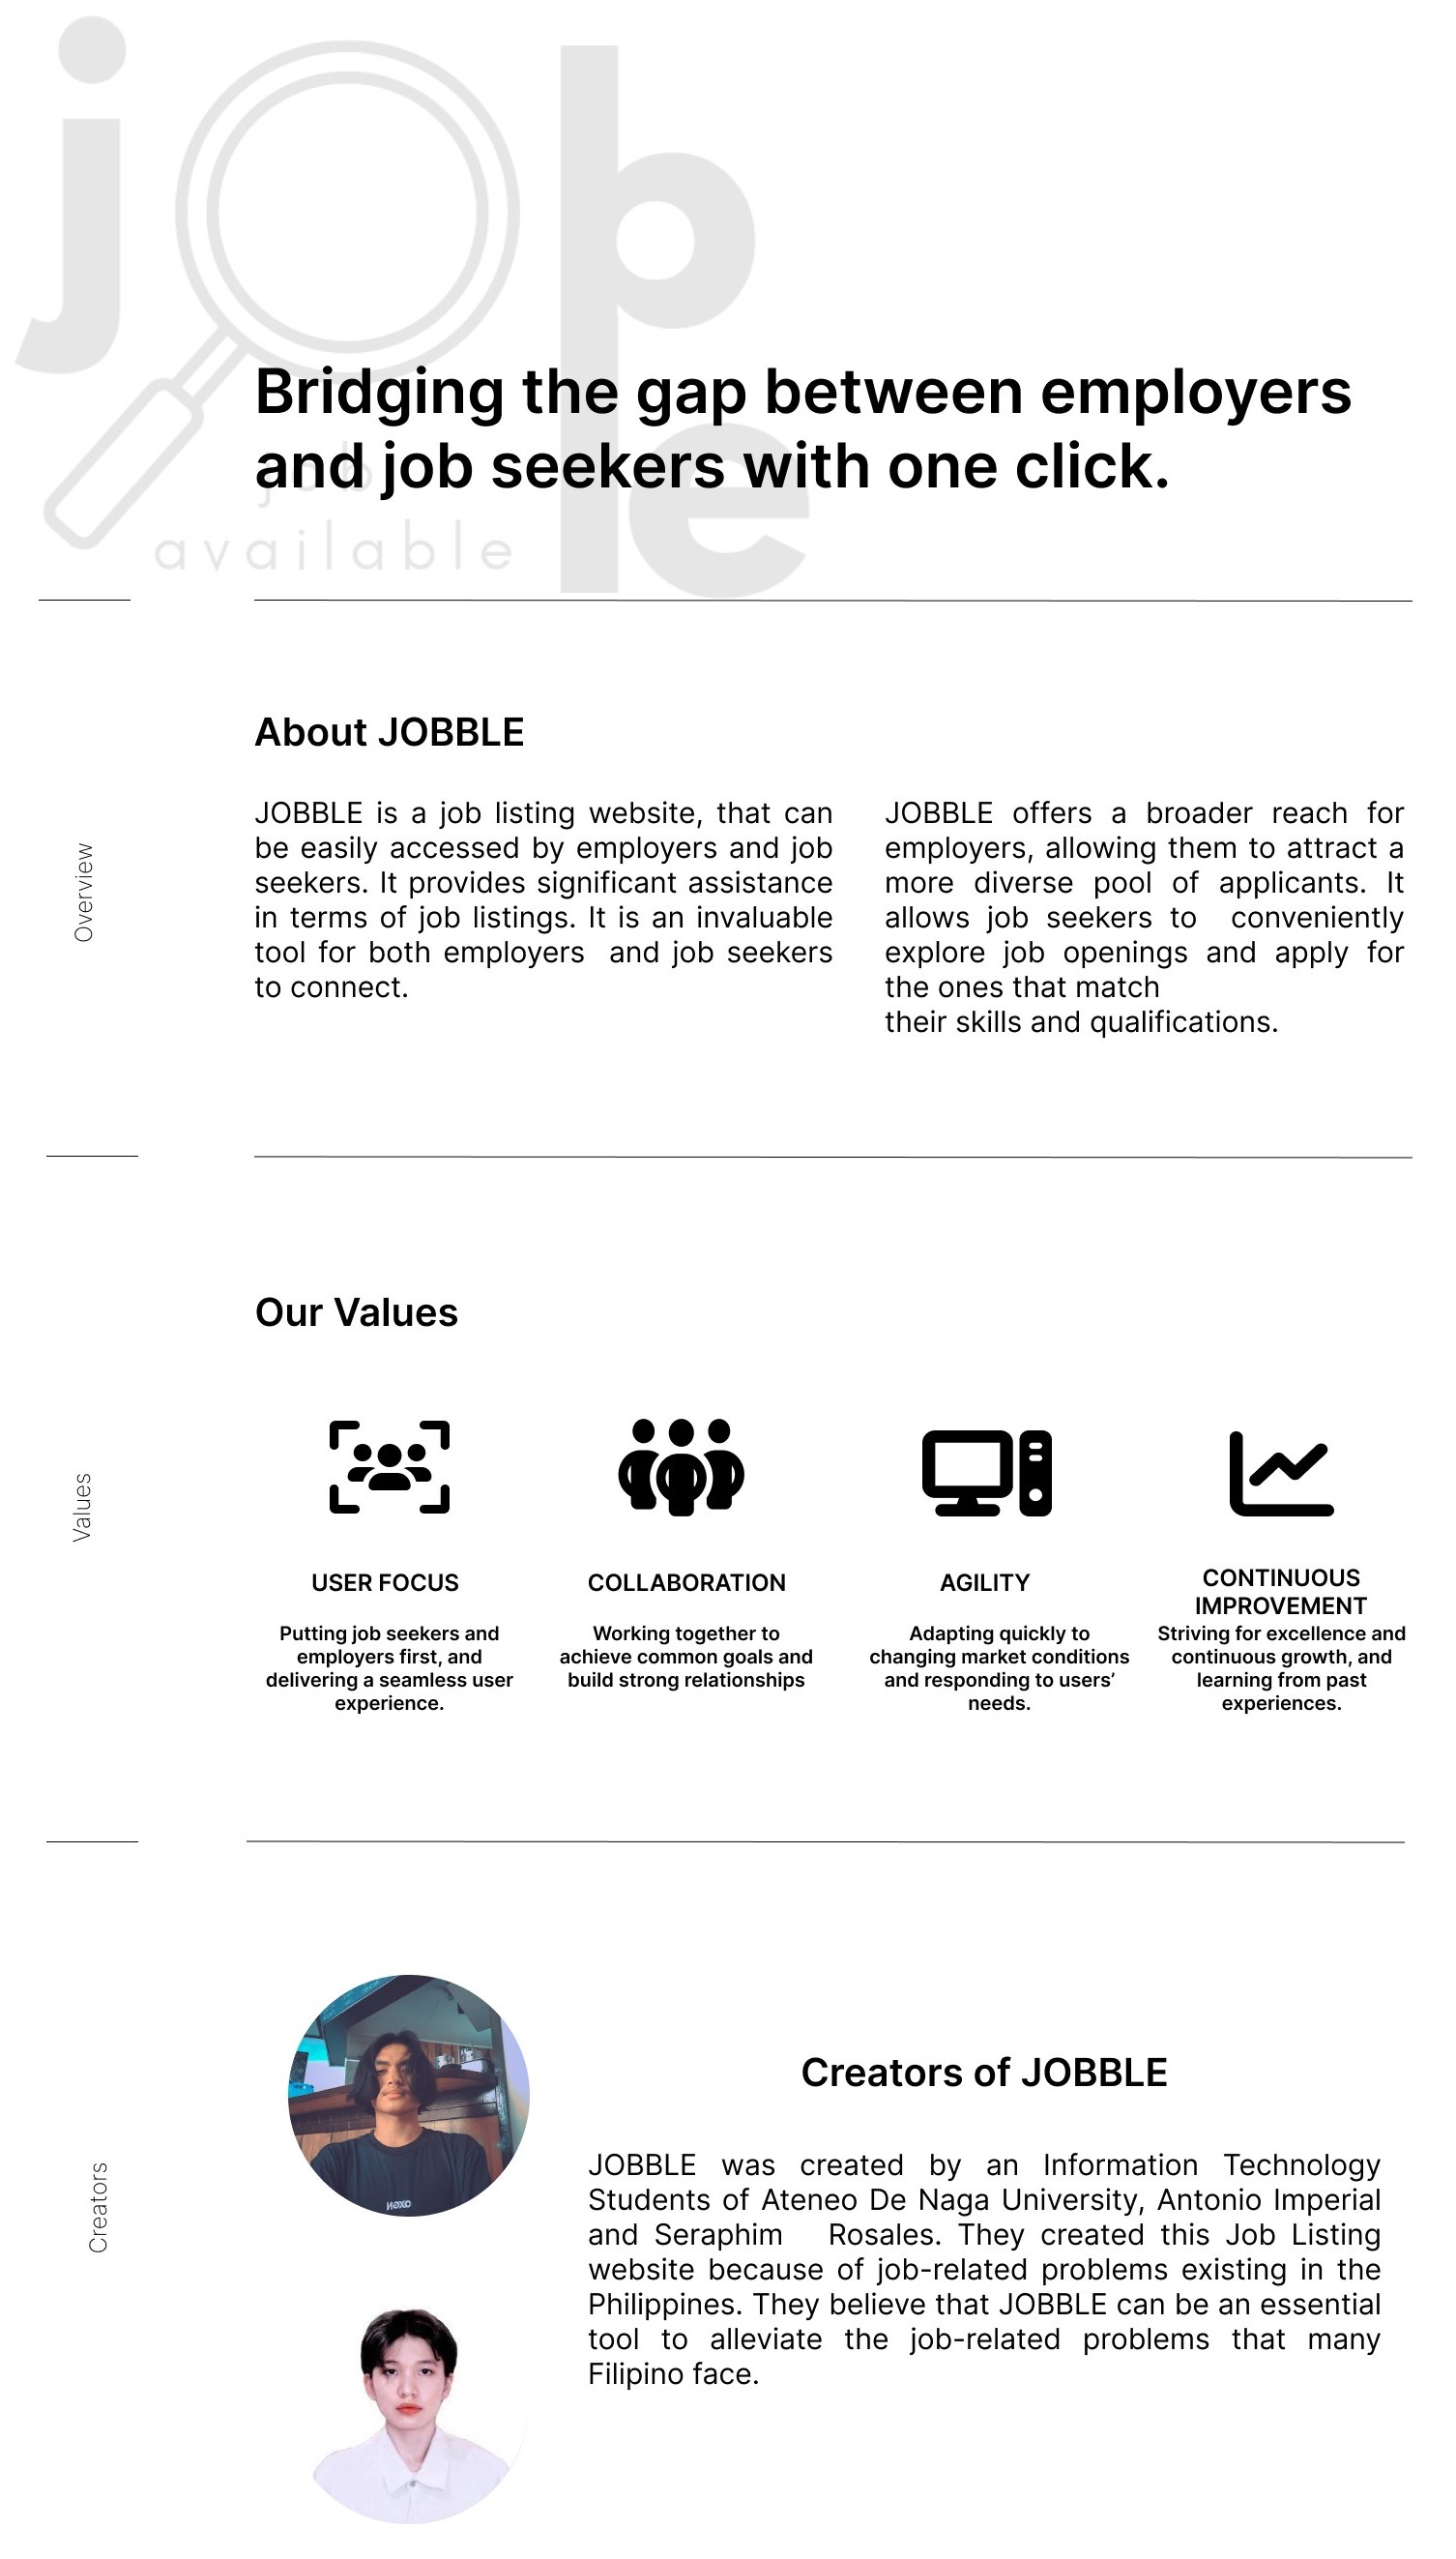 job
le
job
available
Bridging the gap between employers
and job seekers with one click.
Overview
About JOBBLE
JOBBLE is a job listing website, that can
be easily accessed by employers and job
seekers. It provides significant assistance
in terms of job listings. It is an invaluable
tool for both employers  and job seekers
to connect.
JOBBLE offers a broader reach for
employers, allowing them to attract a
more diverse pool of applicants. It
allows job seekers to  conveniently
explore job openings and apply for
the ones that match
their skills and qualifications.
Values
Our Values
USER FOCUS
Putting job seekers and
employers first, and
delivering a seamless user
experience.
COLLABORATION
Working together to
achieve common goals and
build strong relationships
AGILITY
Adapting quickly to
changing market conditions
and responding to users’
needs.
CONTINUOUS
IMPROVEMENT
Striving for excellence and
continuous growth, and
learning from past
experiences.
Creators
Creators of JOBBLE
JOBBLE was created by an Information Technology
Students of Ateneo De Naga University, Antonio Imperial
and Seraphim  Rosales. They created this Job Listing
website because of job-related problems existing in the
Philippines. They believe that JOBBLE can be an essential
tool to alleviate the job-related problems that many
Filipino face.